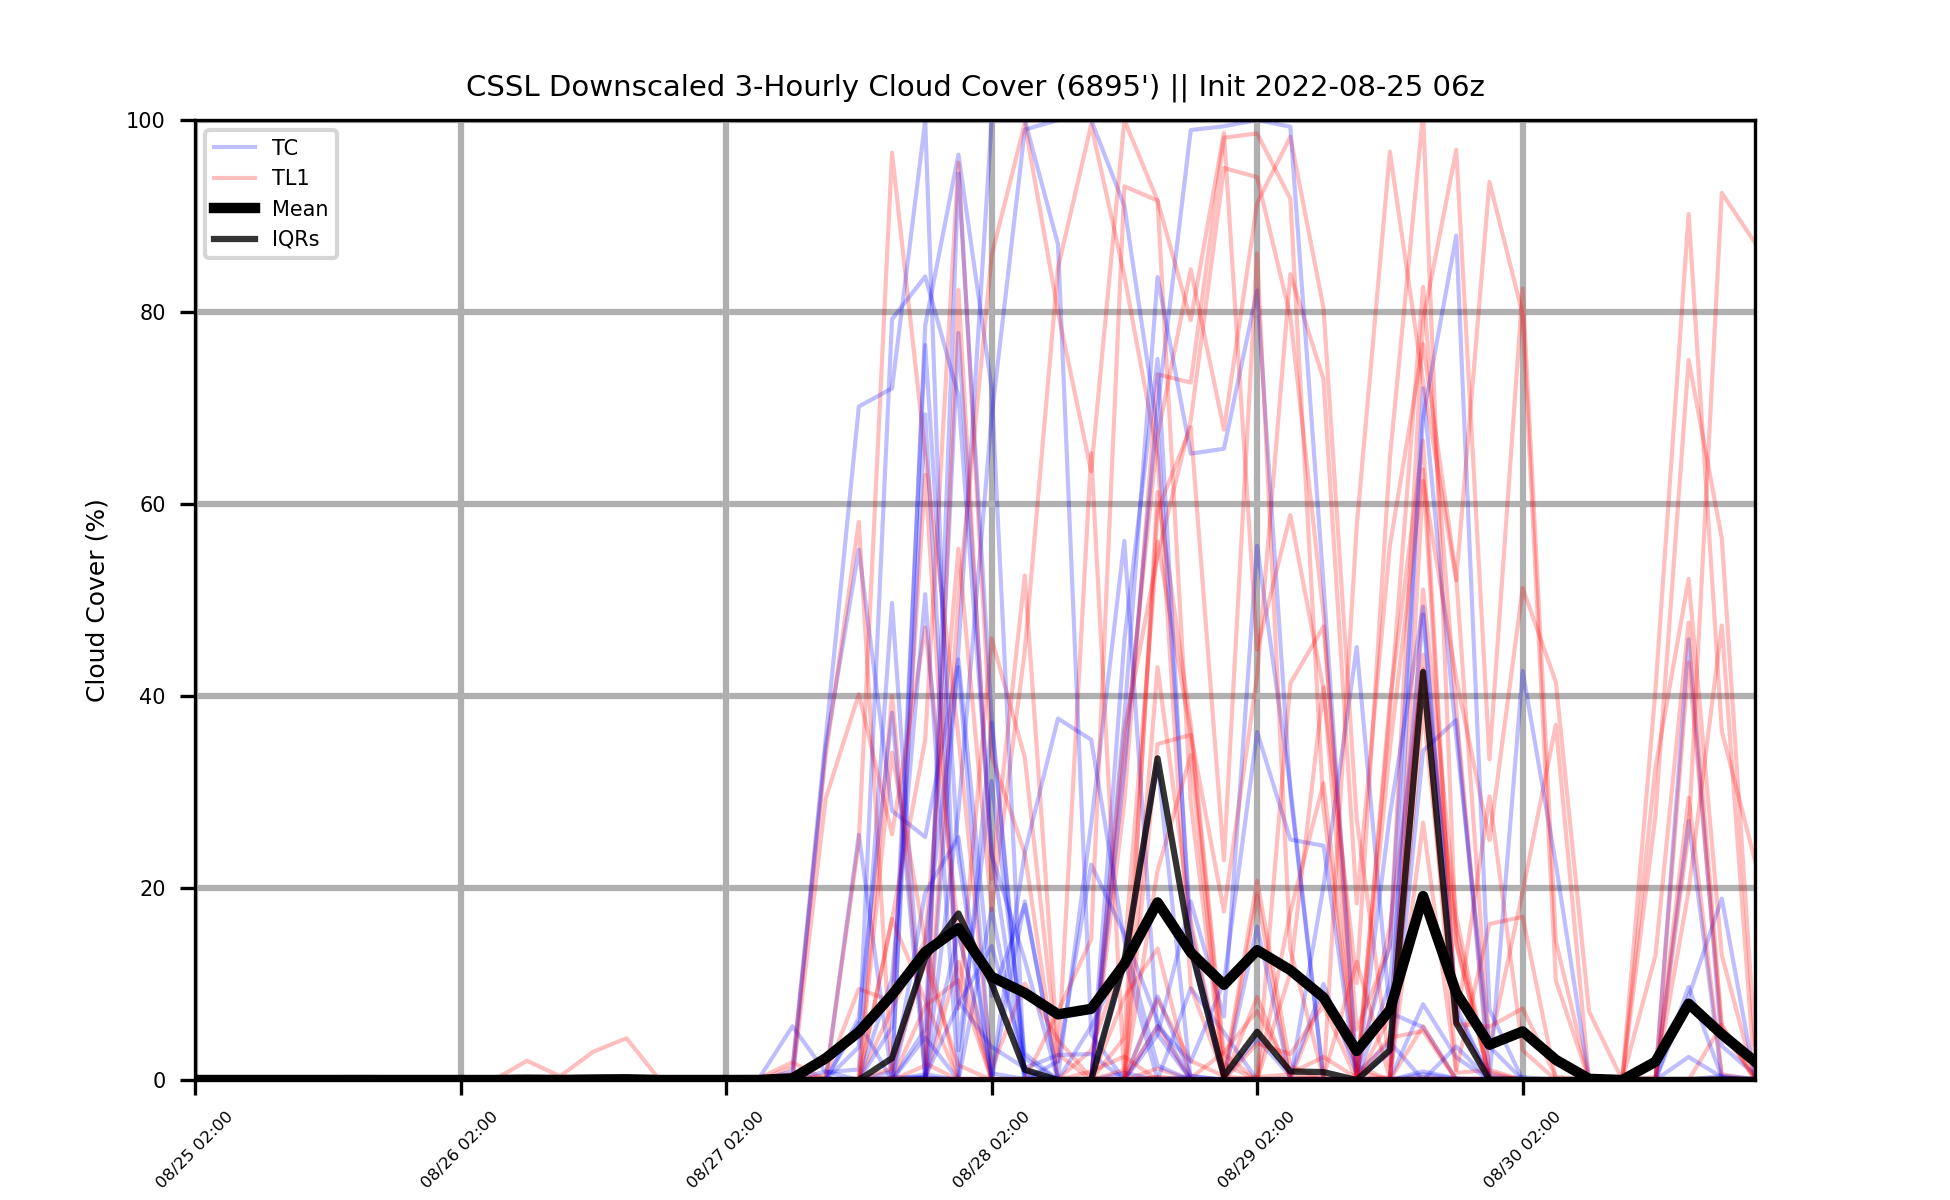 CSSL Downscaled 3-Hourly Cloud Cover (6895') || Init 2022-08-25 06z
TC
TL1
Mean
IQRs
Cloud Cover (%)
100
80
60
40
20
0
08/25 02:00
08/26 02:00
08/27 02:00
08/28 02:00
08/29 02:00
08/30 02:00